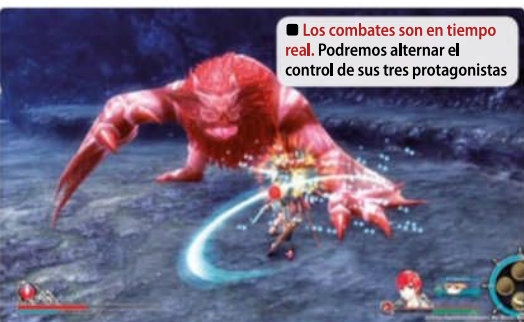 ■ Los combates son en tiempo
real. Podremos alternar el
control de sus tres protagonistas